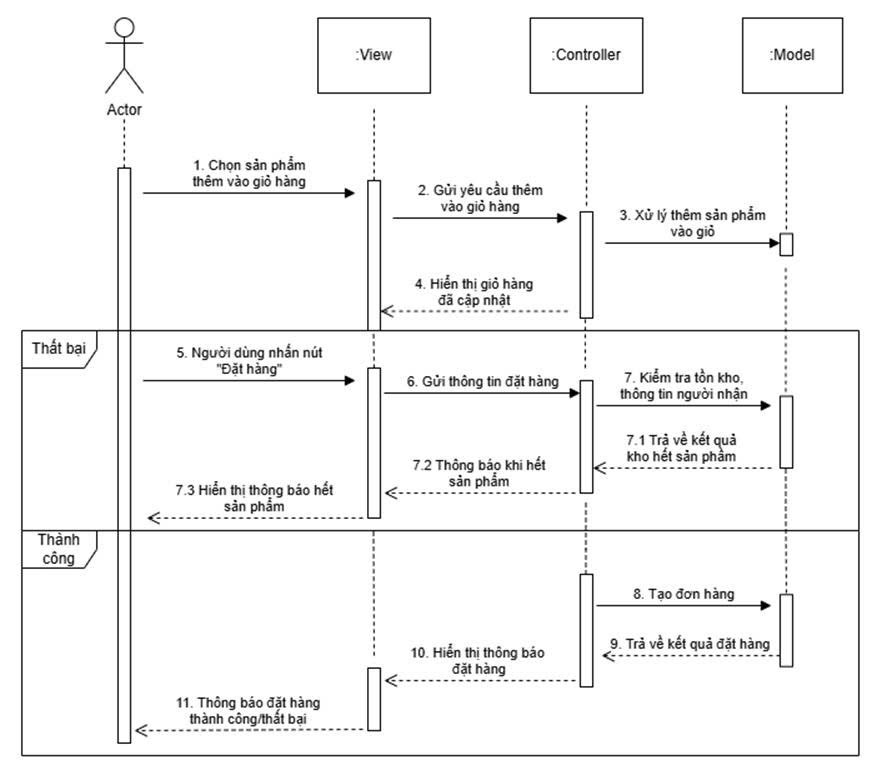 :View
:Controller
:Model
Actor
1. Chọn sản phẩm
thêm vào giỏ hàng
2. Gửi yêu cầu thêm
vào giỏ hàng
3. Xử lý thêm sản phẩm
vào giỏ
4. Hiển thị giỏ hàng
đã cập nhật
Thất bại
5. Người dùng nhấn nút
"Đặt hàng"
6. Gửi thông tin đặt hàng
7. Kiểm tra tồn kho,
thông tin người nhận
7.1 Trả về kết quả
kho hết sản phẩm
7.2 Thông báo khi hết
sản phẩm
7.3 Hiển thị thông báo hết
sản phẩm
Thành
công
8. Tạo đơn hàng
9. Trả về kết quả đặt hàng
10. Hiển thị thông báo
đặt hàng
11. Thông báo đặt hàng
thành công/thất bại